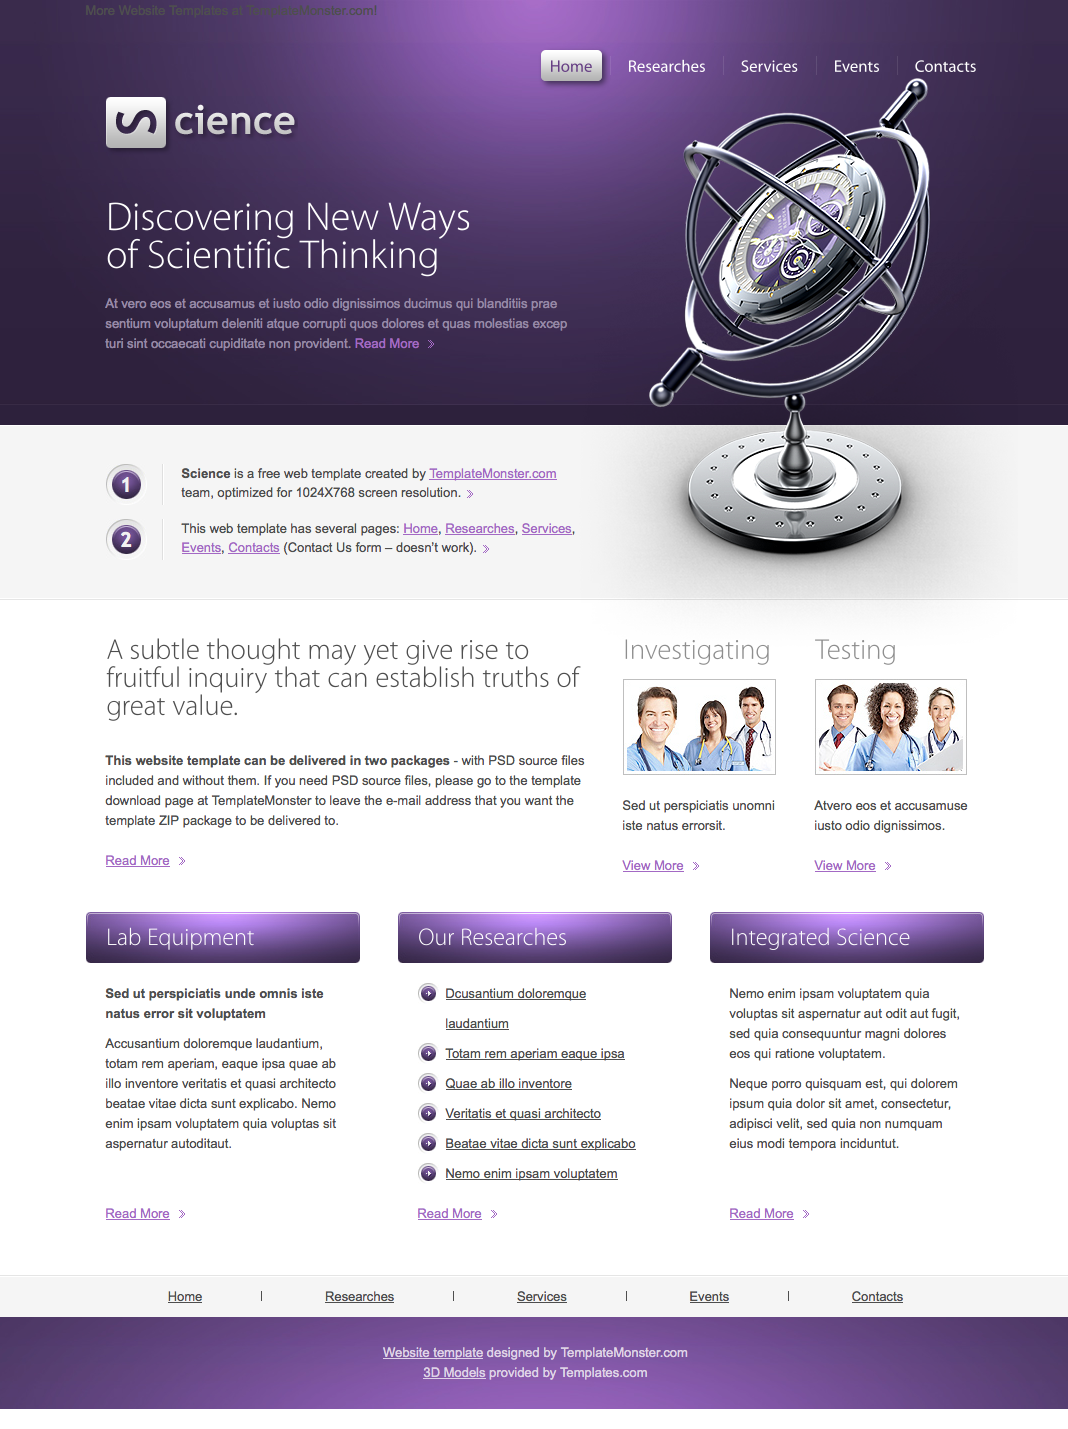 More Website Templates at TemplateMonster.com!
Home
Researches
Services
Events
Contacts
Science
Discovering New Ways
of Scientific Thinking
At vero eos et accusamus et iusto odio dignissimos ducimus qui blanditiis prae
sentium voluptatum deleniti atque corrupti quos dolores et quas molestias excep
turi sint occaecati cupiditate non provident. Read More
1
Science is a free web template created by TemplateMonster.com
team, optimized for 1024X768 screen resolution.
2
This web template has several pages: Home, Researches, Services,
Events, Contacts (Contact Us form – doesn't work).
A subtle thought may yet give rise to
fruitful inquiry that can establish truths of
great value.
This website template can be delivered in two packages - with PSD source files
included and without them. If you need PSD source files, please go to the template
download page at TemplateMonster to leave the e-mail address that you want the
template ZIP package to be delivered to.
Read More
Investigating
Sed ut perspiciatis unomni
iste natus errorsit.
View More
Testing
Atvero eos et accusamuse
iusto odio dignissimos.
View More
Lab Equipment
Sed ut perspiciatis unde omnis iste
natus error sit voluptatem
Accusantium doloremque laudantium,
totam rem aperiam, eaque ipsa quae ab
illo inventore veritatis et quasi architecto
beatae vitae dicta sunt explicabo. Nemo
enim ipsam voluptatem quia voluptas sit
aspernatur autoditaut.
Read More
Our Researches
Dcusantium doloremque
laudantium
Totam rem aperiam eaque ipsa
Quae ab illo inventore
Veritatis et quasi architecto
Beatae vitae dicta sunt explicabo
Nemo enim ipsam voluptatem
Read More
Integrated Science
Nemo enim ipsam voluptatem quia
voluptas sit aspernatur aut odit aut fugit,
sed quia consequuntur magni dolores
eos qui ratione voluptatem.
Neque porro quisquam est, qui dolorem
ipsum quia dolor sit amet, consectetur,
adipisci velit, sed quia non numquam
eius modi tempora inciduntut.
Read More
Home | Researches | Services | Events | Contacts
Website template designed by TemplateMonster.com
3D Models provided by Templates.com